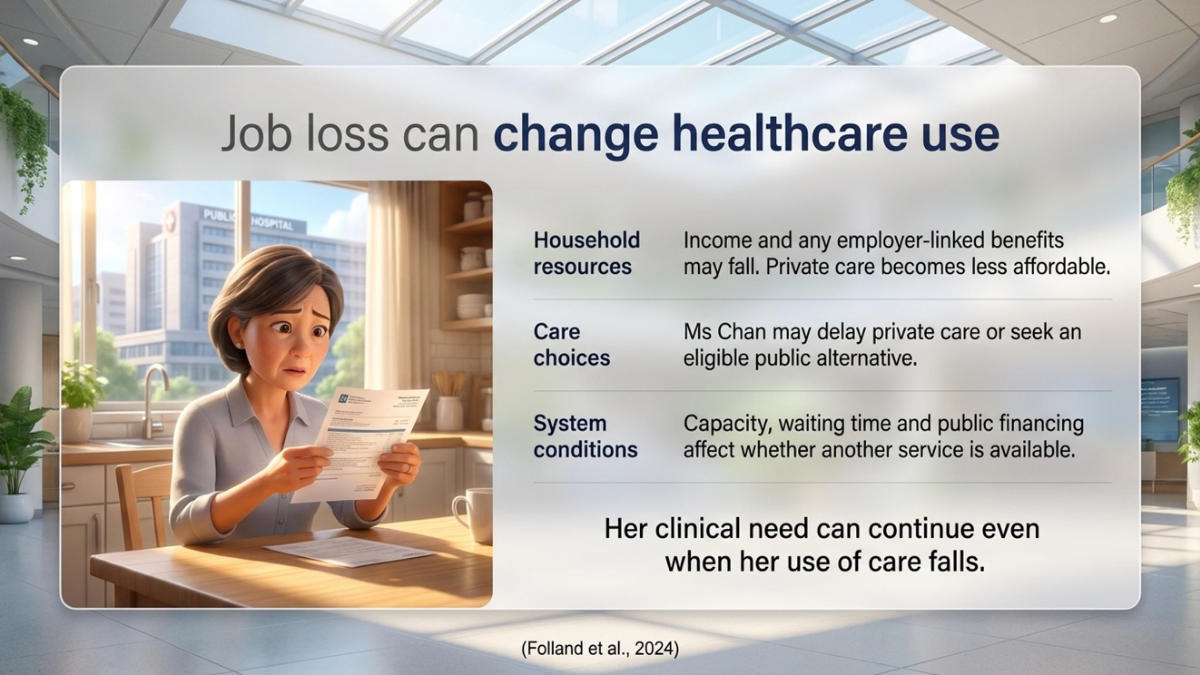 Job loss can change healthcare use
PUBLIC HOSPITAL
Household
resources
Income and any employer-linked benefits
may fall. Private care becomes less affordable.
Care
choices
Ms Chan may delay private care or seek an
eligible public alternative.
System
conditions
Capacity, waiting time and public financing
affect whether another service is available.
Her clinical need can continue even
when her use of care falls.
(Folland et al., 2024)